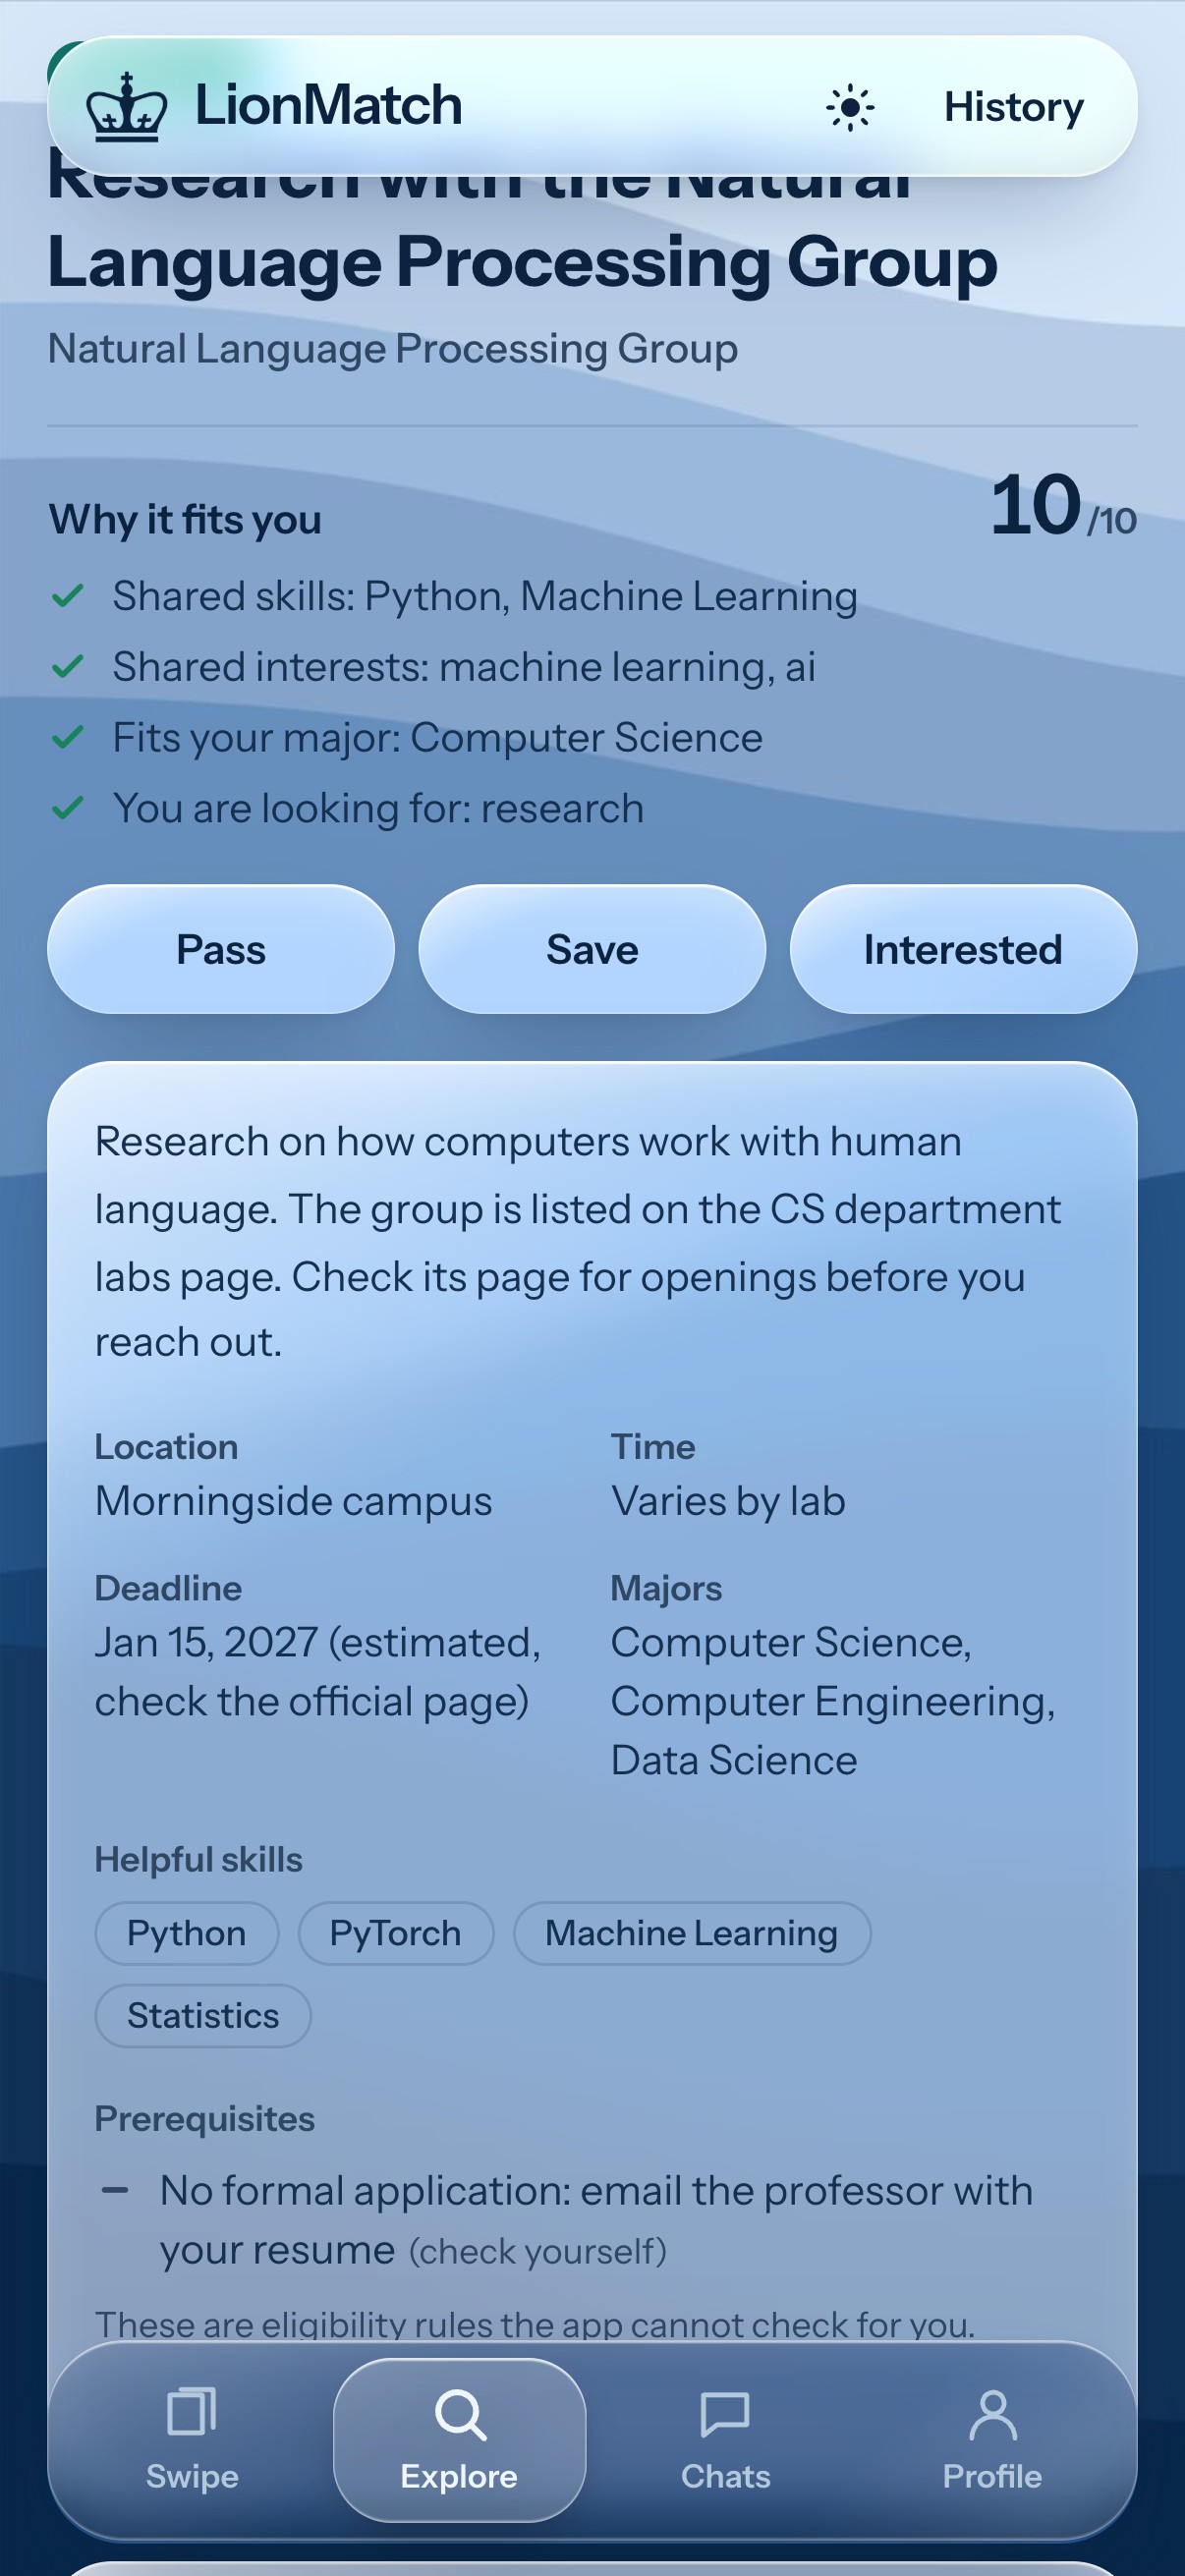 LionMatch
History
Research with the Natural
Language Processing Group
Natural Language Processing Group
Why it fits you
10/10
Shared skills: Python, Machine Learning
Shared interests: machine learning, ai
Fits your major: Computer Science
You are looking for: research
Pass
Save
Interested
Research on how computers work with human
language. The group is listed on the CS department
labs page. Check its page for openings before you
reach out.
Location
Morningside campus
Time
Varies by lab
Deadline
Jan 15, 2027 (estimated,
check the official page)
Majors
Computer Science,
Computer Engineering,
Data Science
Helpful skills
Python
PyTorch
Machine Learning
Statistics
Prerequisites
No formal application: email the professor with
your resume (check yourself)
These are eligibility rules the app cannot check for you.
Swipe
Explore
Chats
Profile